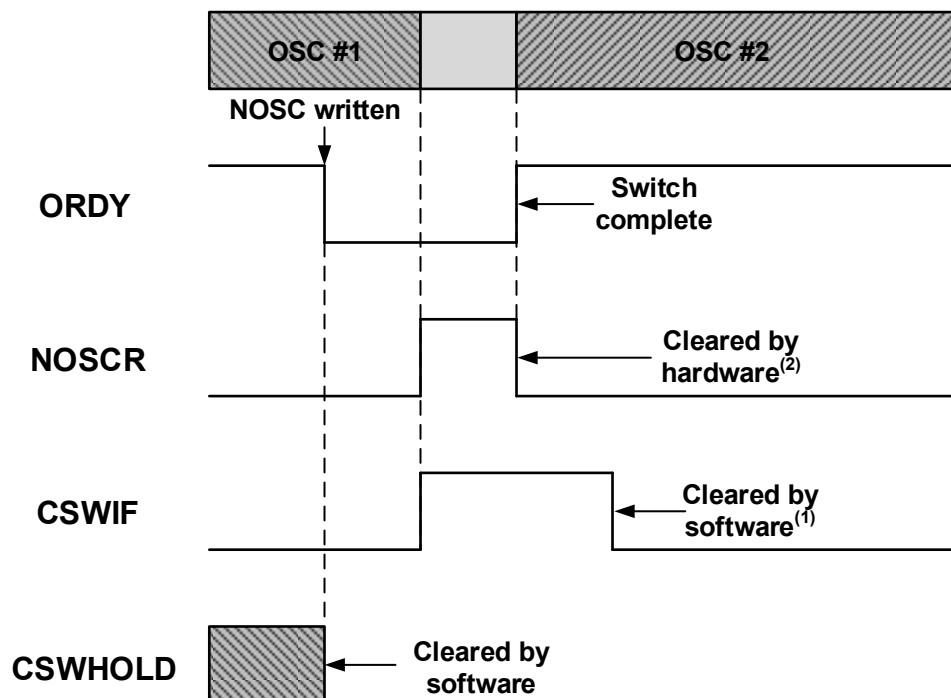 OSC #1
OSC #2
NOSC written
ORDY
Switch
complete
NOSCR
Cleared by
hardware(2)
CSWIF
Cleared by
software(1)
CSWHOLD
Cleared by
software